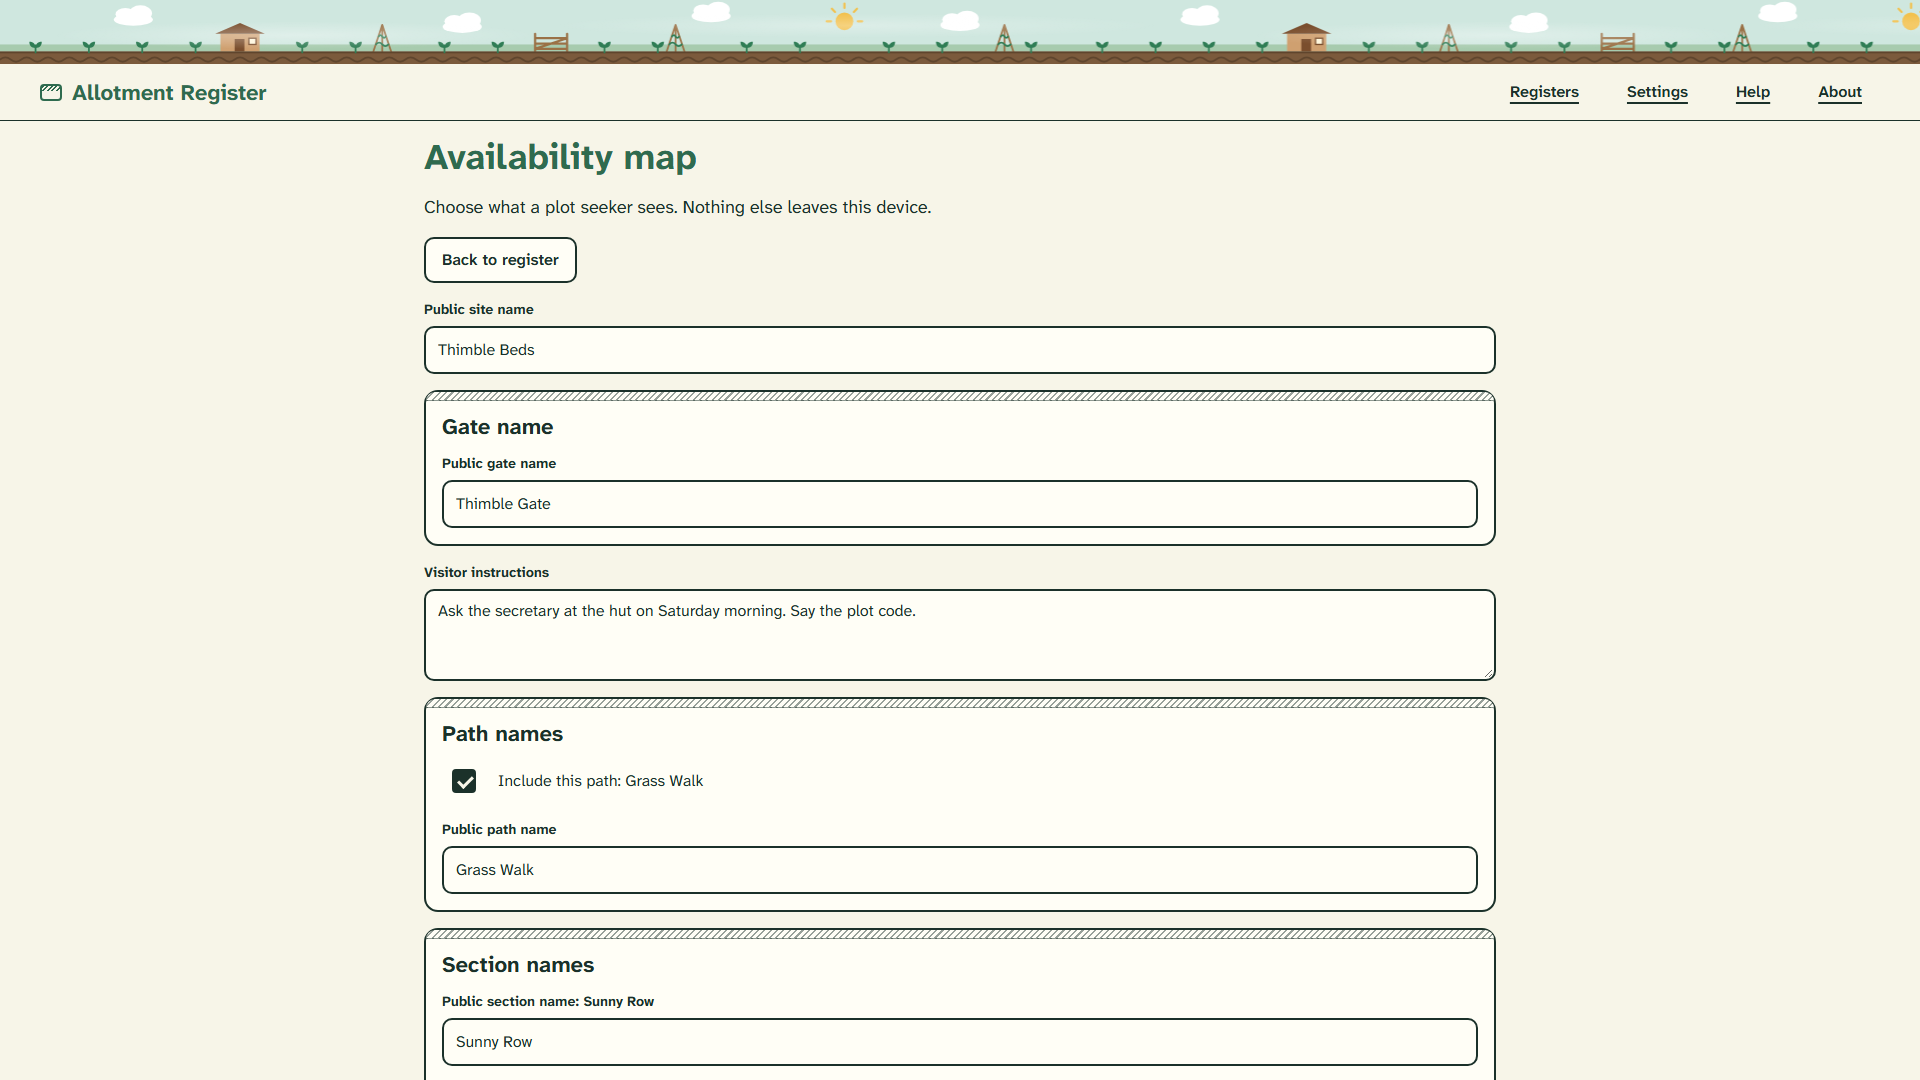 Allotment Register
Registers
Settings
Help
About
Availability map
Choose what a plot seeker sees. Nothing else leaves this device.
Back to register
Public site name
Thimble Beds
Gate name
Public gate name
Thimble Gate
Visitor instructions
Ask the secretary at the hut on Saturday morning. Say the plot code.
Path names
Include this path: Grass Walk
Public path name
Grass Walk
Section names
Public section name: Sunny Row
Sunny Row